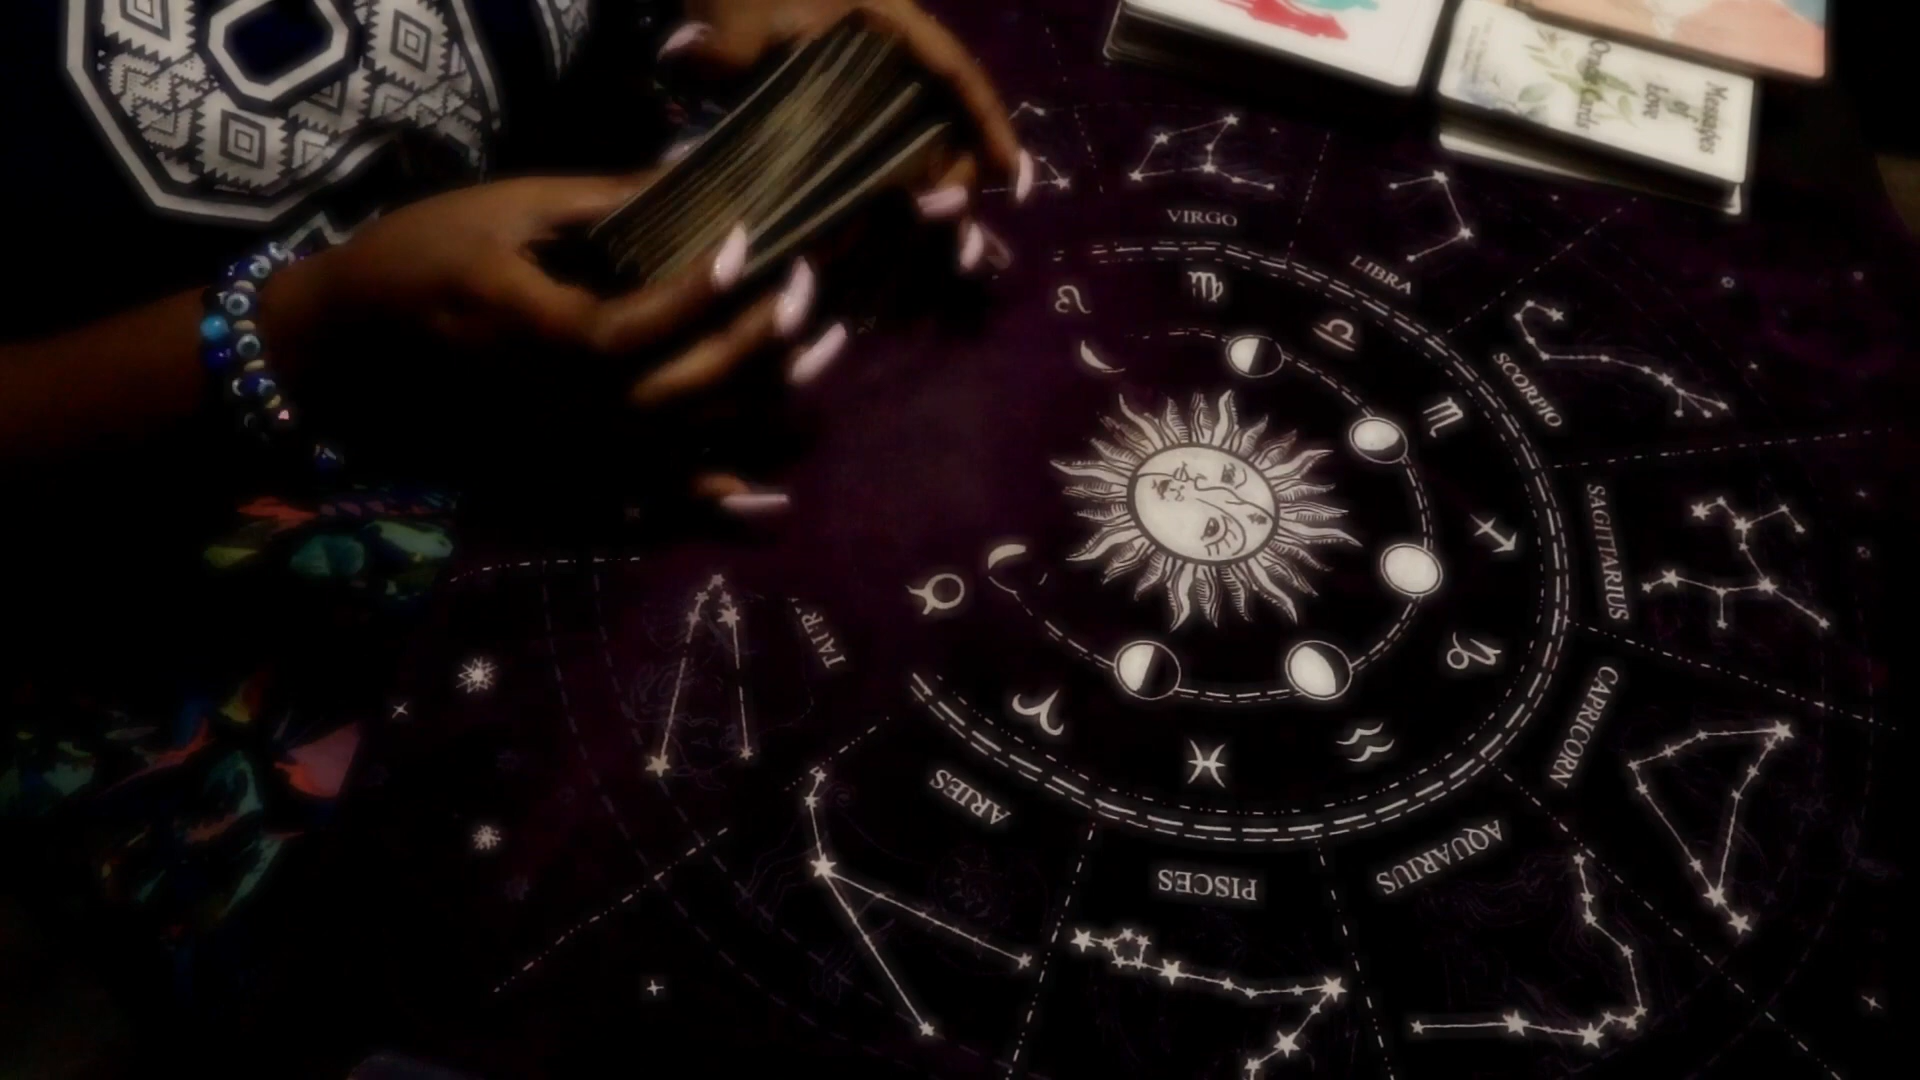 Messages
of
Love
Oracle Cards
VIRGO
LIBRA
SCORPIO
SAGITTARIUS
CAPRICORN
AQUARIUS
PISCES
ARIES